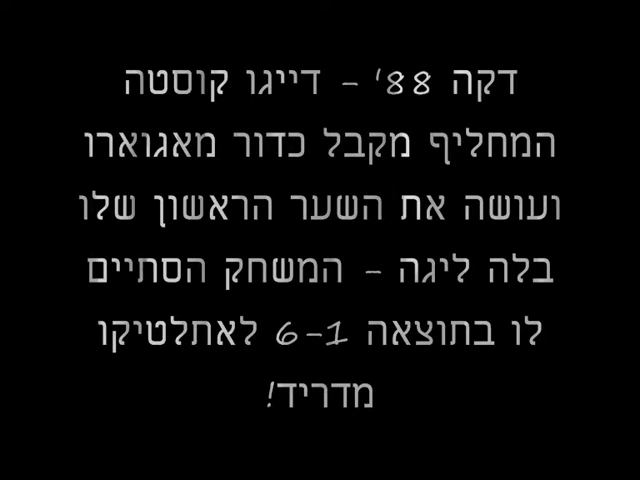 דקה 88' - דייגו קוסטה
המחליף מקבל כדור מאגוארו
ועושה את השער הראשון שלו
בלה ליגה - המשחק הסתיים
לו בתוצאה 6-1 לאתלטיקו
מדריד!